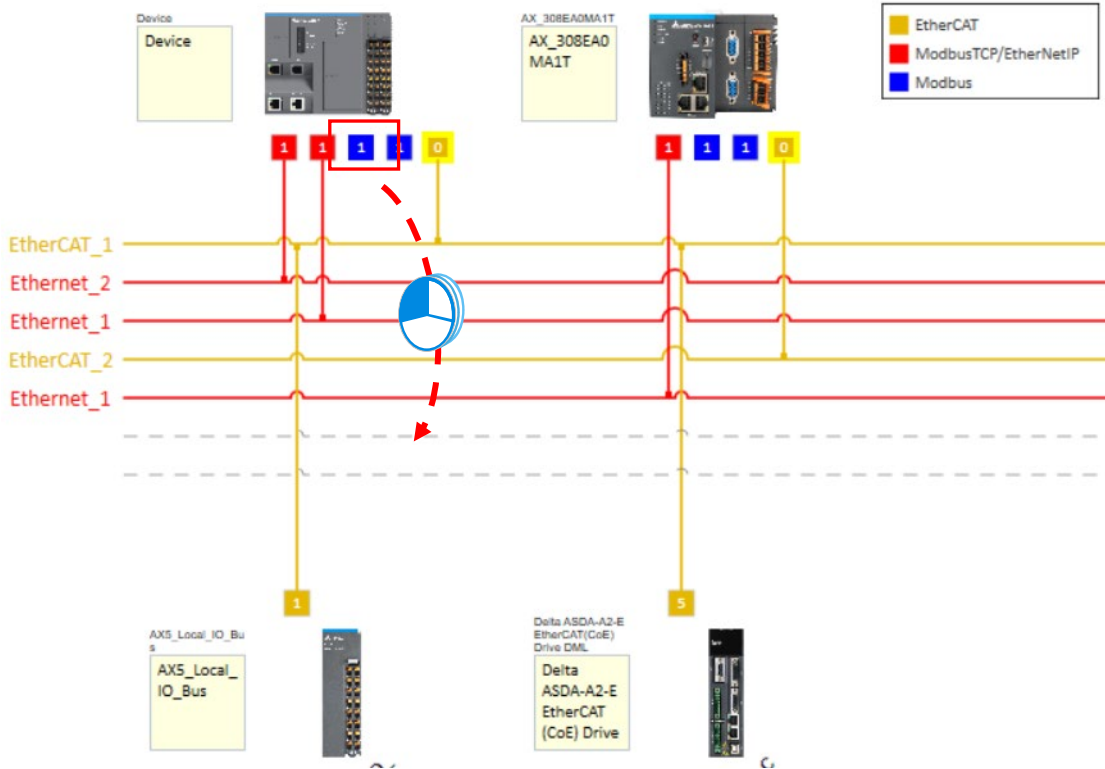 Device
Device
AX_308EA0MA1T
AX_308EA0
MA1T
EtherCAT
ModbusTCP/EtherNetIP
Modbus
1 1 1 1 0
1 1 1 0
EtherCAT_1
Ethernet_2
Ethernet_1
EtherCAT_2
Ethernet_1
1
5
AX5_Local_IO_Bu
s
AX5_Local_
IO_Bus
Delta ASDA-A2-E
EtherCAT(CoE)
Drive DML
Delta
ASDA-A2-E
EtherCAT
(CoE) Drive